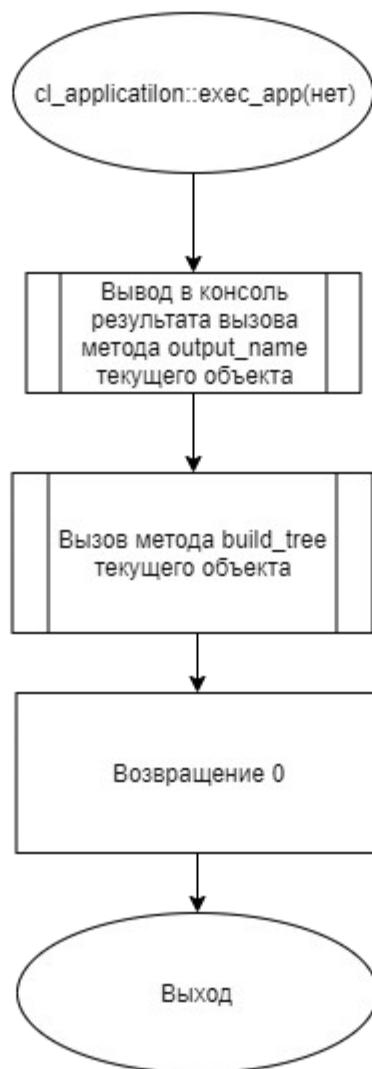 cl_applicatilon::exec_app(нет)
Вывод в консоль
результата вызова
метода output_name
текущего объекта
Вызов метода build_tree
текущего объекта
Возвращение 0
Выход